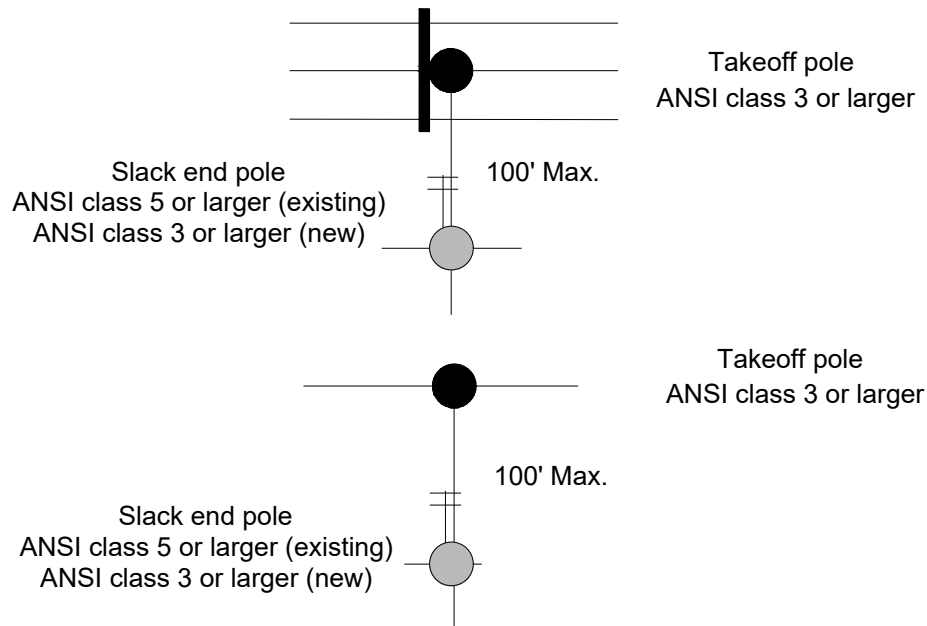 Takeoff pole
ANSI class 3 or larger
100' Max.
Slack end pole
ANSI class 5 or larger (existing)
ANSI class 3 or larger (new)
Takeoff pole
ANSI class 3 or larger
100' Max.
Slack end pole
ANSI class 5 or larger (existing)
ANSI class 3 or larger (new)